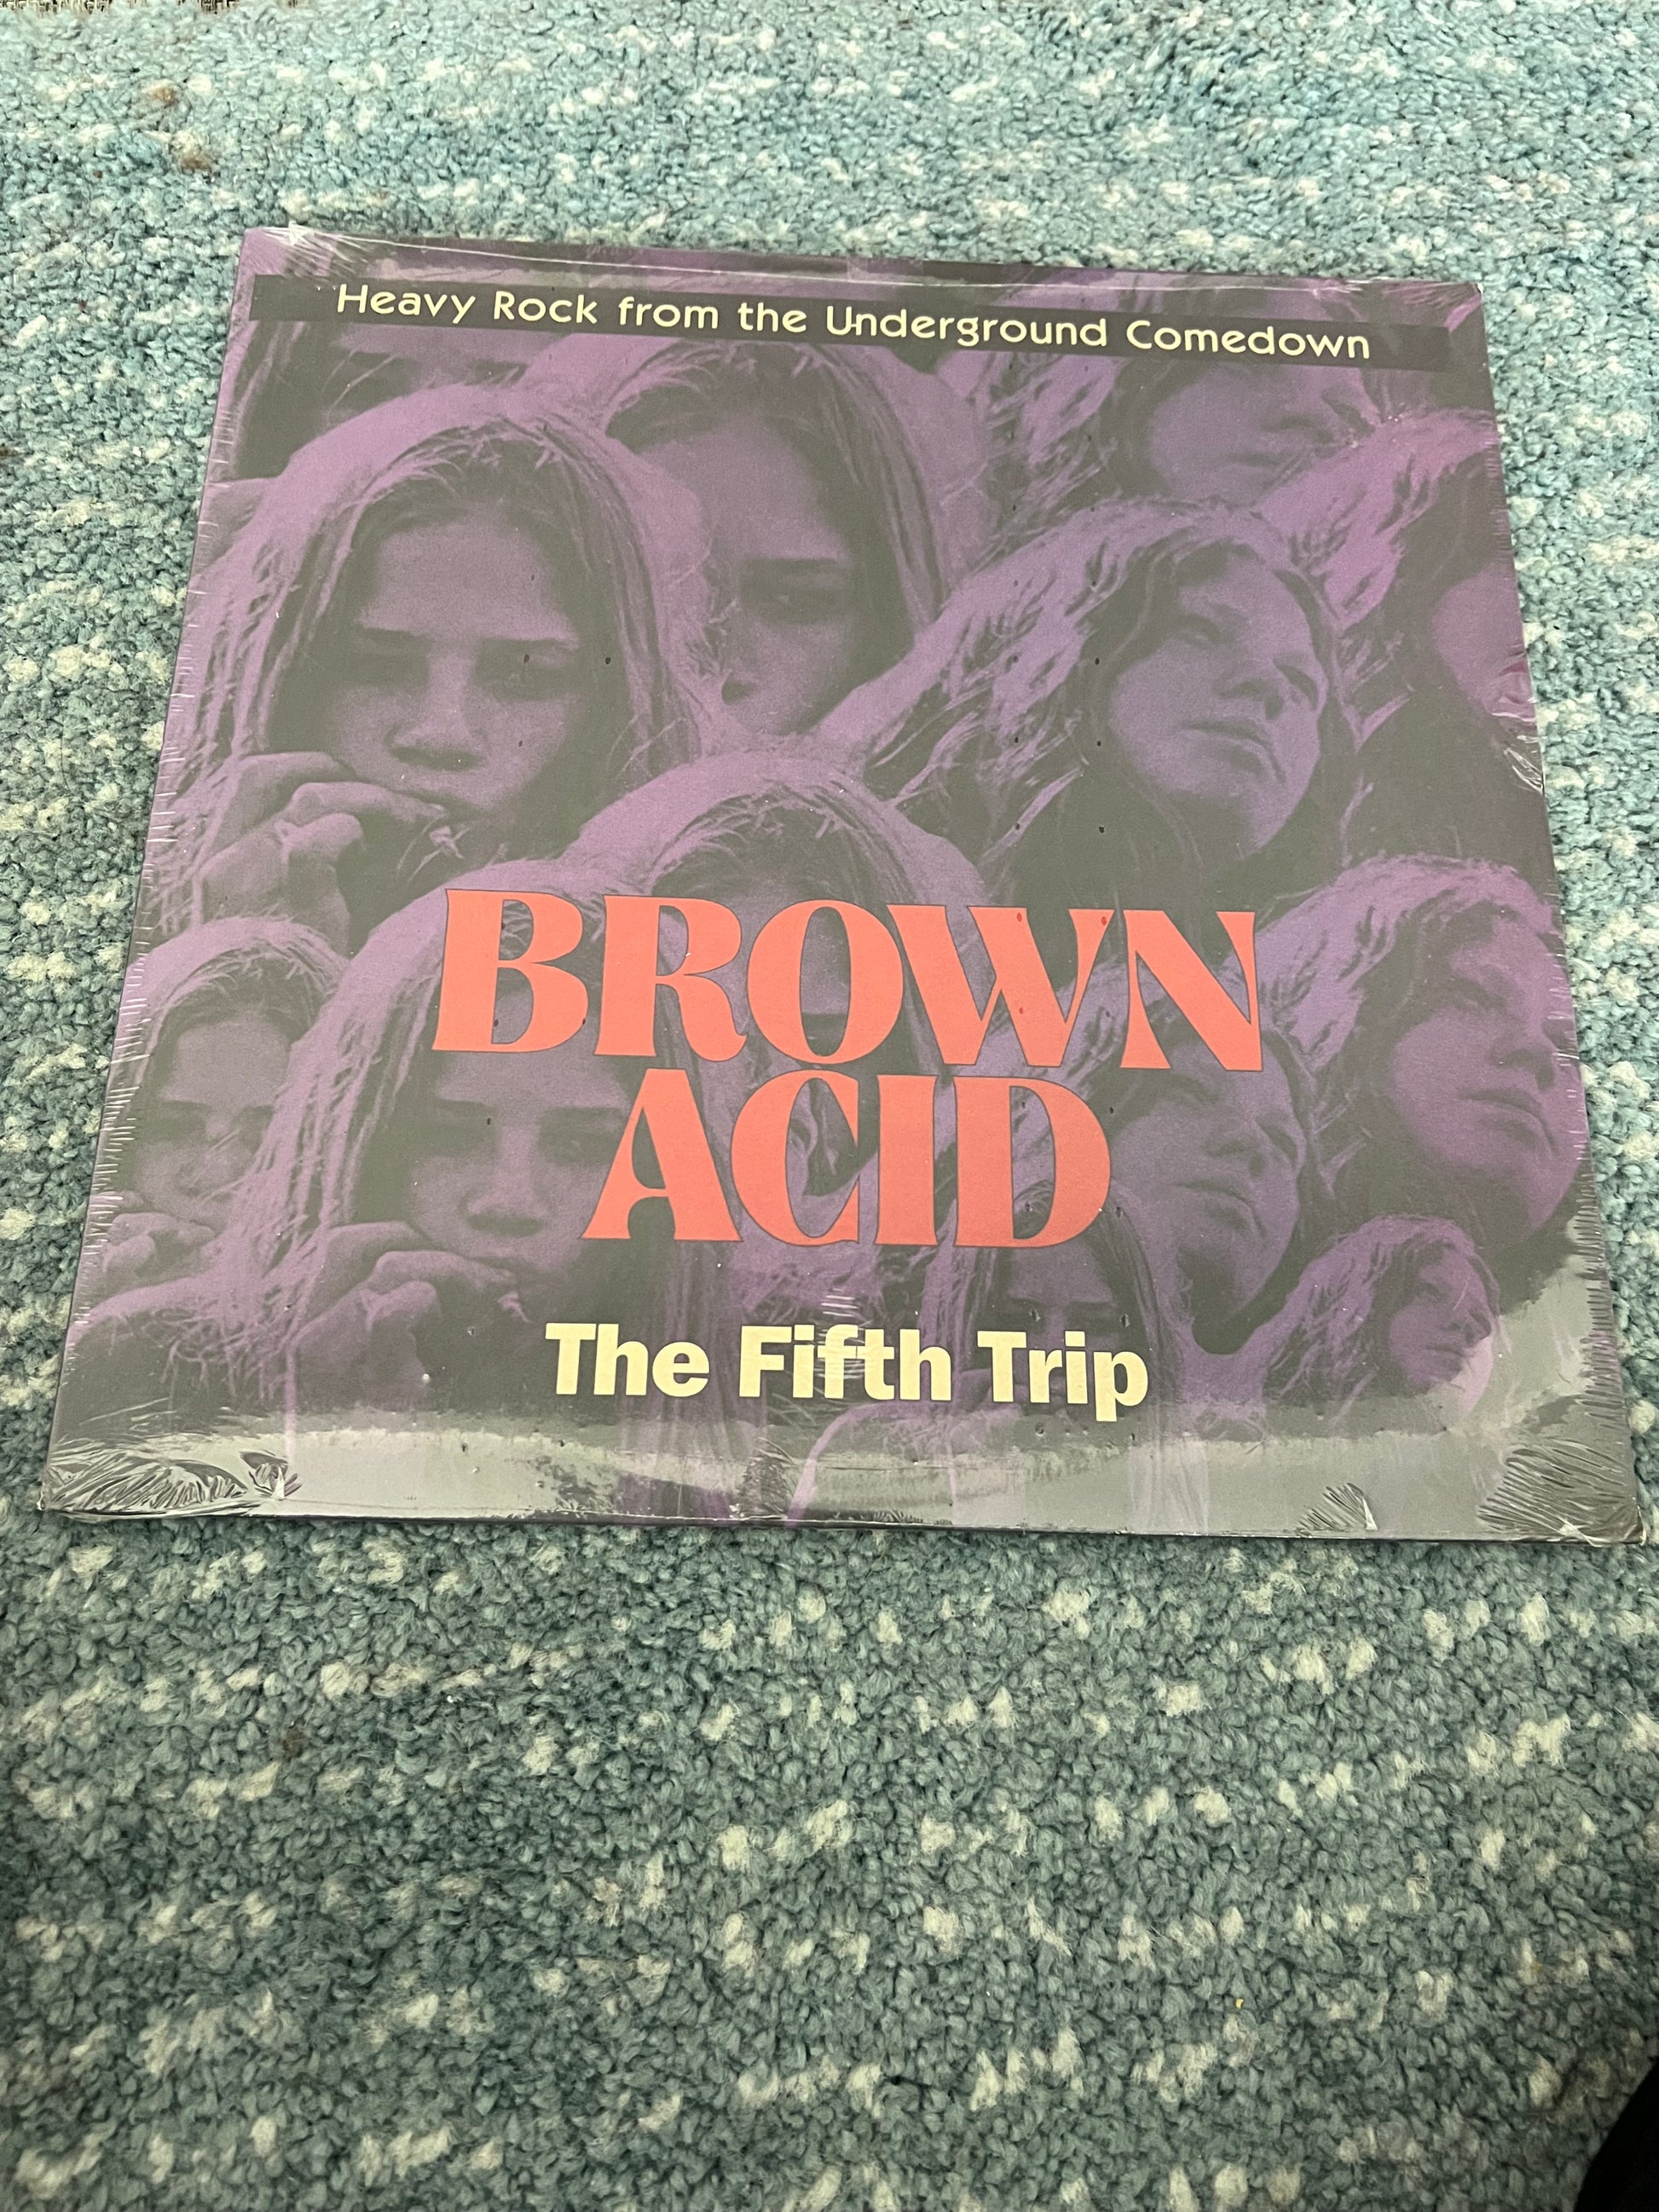 Heavy Rock from the Underground Comedown
BROWN
ACID
The Fifth Trip